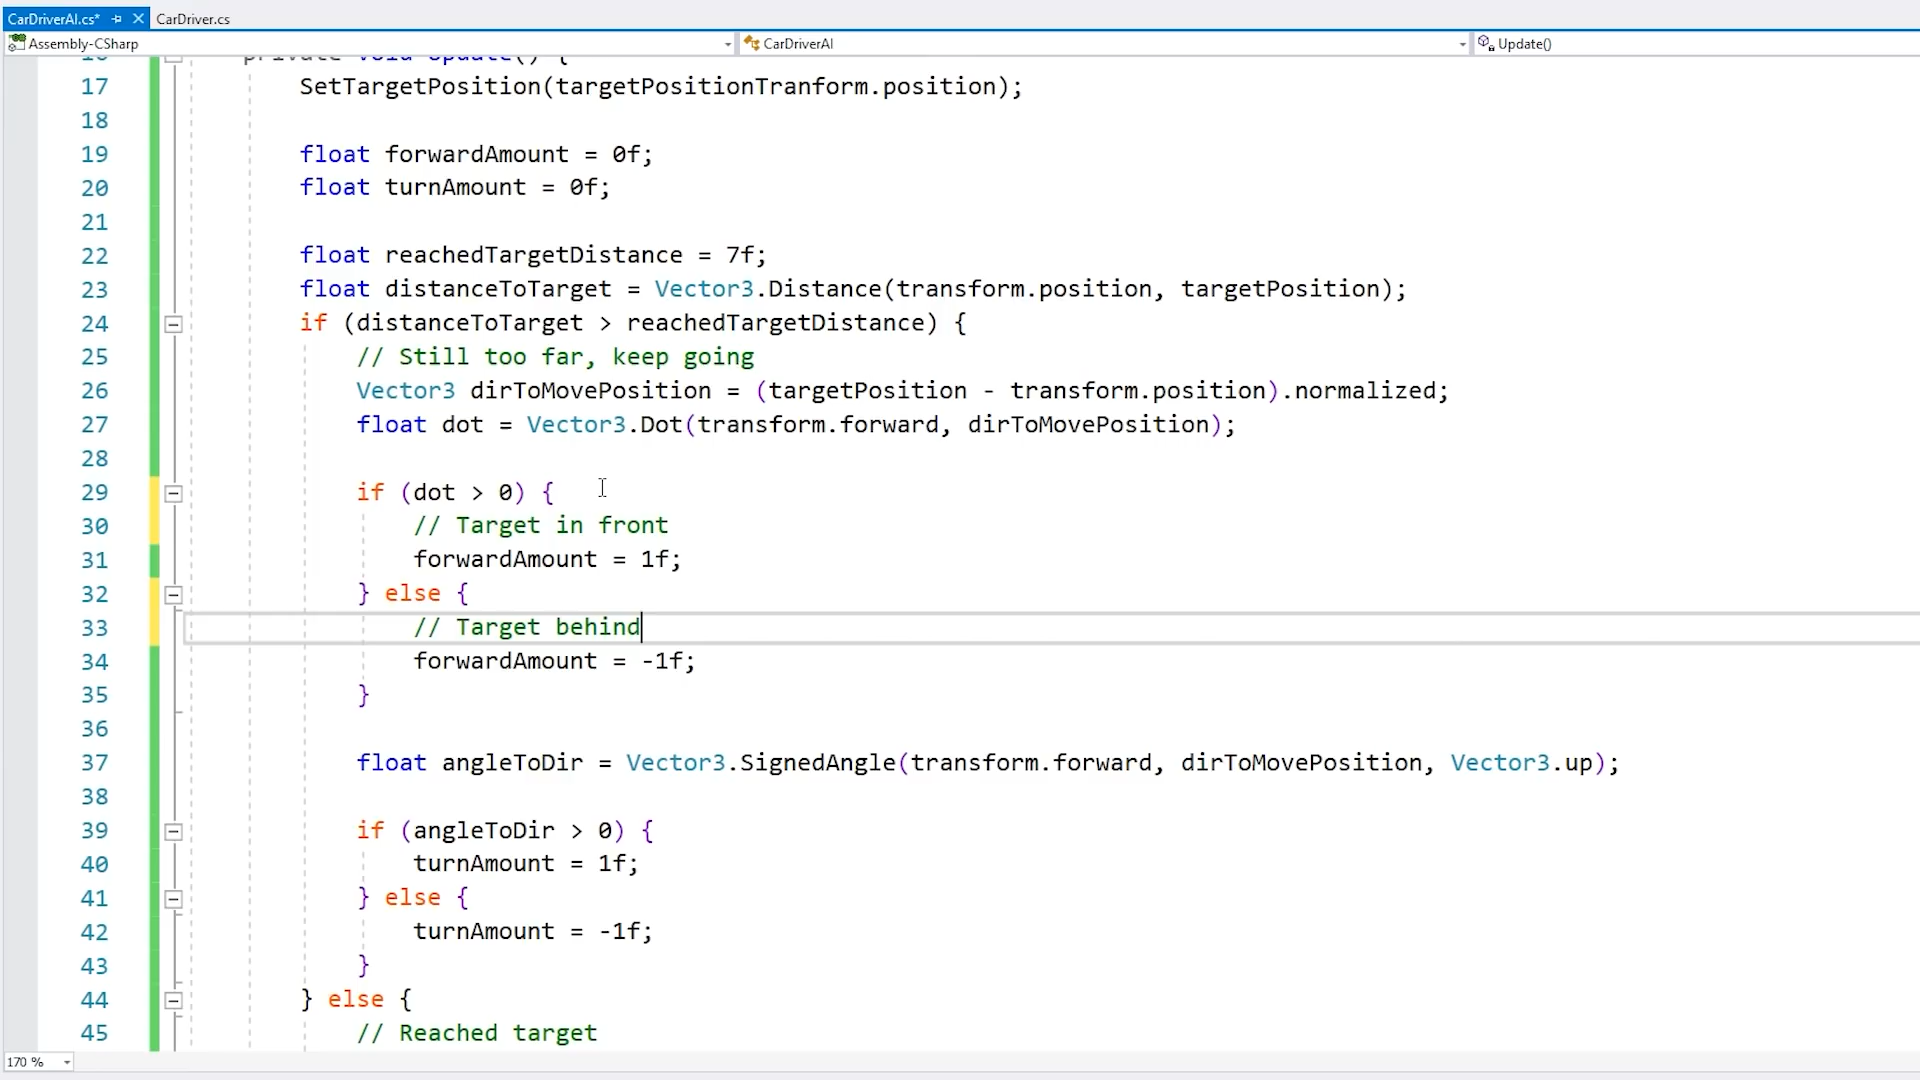 CarDriverAI.cs*
CarDriver.cs
Assembly-CSharp
CarDriverAI
Update()
16 private void Update() {
17 SetTargetPosition(targetPositionTranform.position);
18
19 float forwardAmount = 0f;
20 float turnAmount = 0f;
21
22 float reachedTargetDistance = 7f;
23 float distanceToTarget = Vector3.Distance(transform.position, targetPosition);
24 if (distanceToTarget > reachedTargetDistance) {
25 // Still too far, keep going
26 Vector3 dirToMovePosition = (targetPosition - transform.position).normalized;
27 float dot = Vector3.Dot(transform.forward, dirToMovePosition);
28
29 if (dot > 0) {
30 // Target in front
31 forwardAmount = 1f;
32 } else {
33 // Target behind
34 forwardAmount = -1f;
35 }
36
37 float angleToDir = Vector3.SignedAngle(transform.forward, dirToMovePosition, Vector3.up);
38
39 if (angleToDir > 0) {
40 turnAmount = 1f;
41 } else {
42 turnAmount = -1f;
43 }
44 } else {
45 // Reached target
170 %